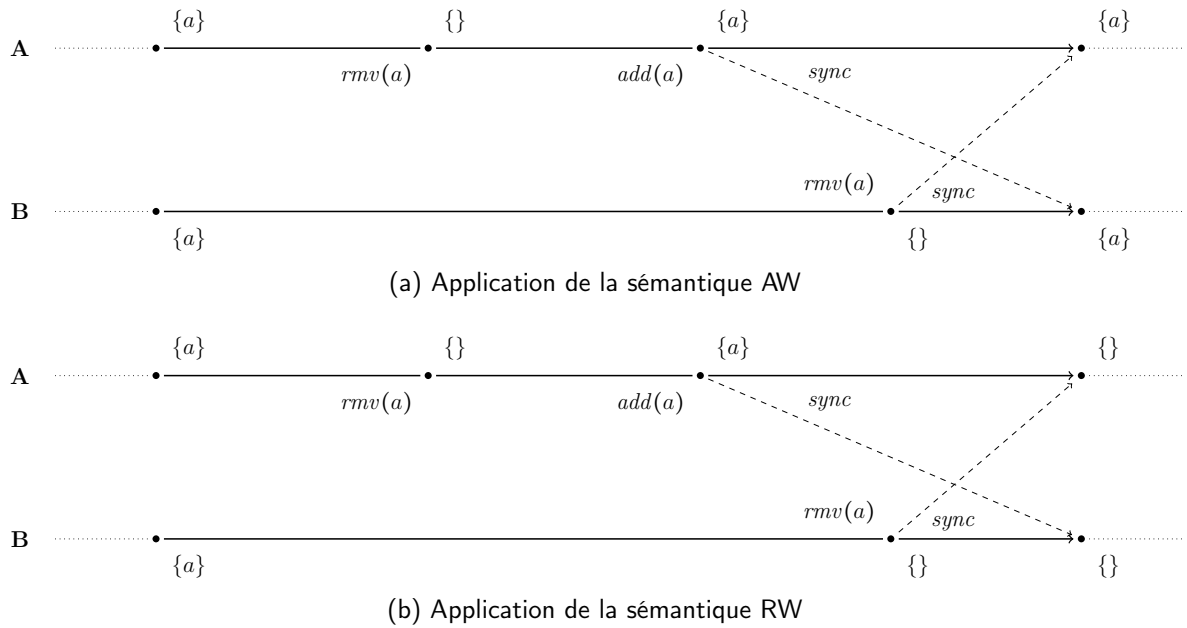 {a} {} {a} {a}
A
rmv(a) add(a) sync
rmv(a) sync
B
{a} {} {a}
(a) Application de la sémantique AW
{a} {} {a} {}
A
rmv(a) add(a) sync
rmv(a) sync
B
{a} {} {}
(b) Application de la sémantique RW